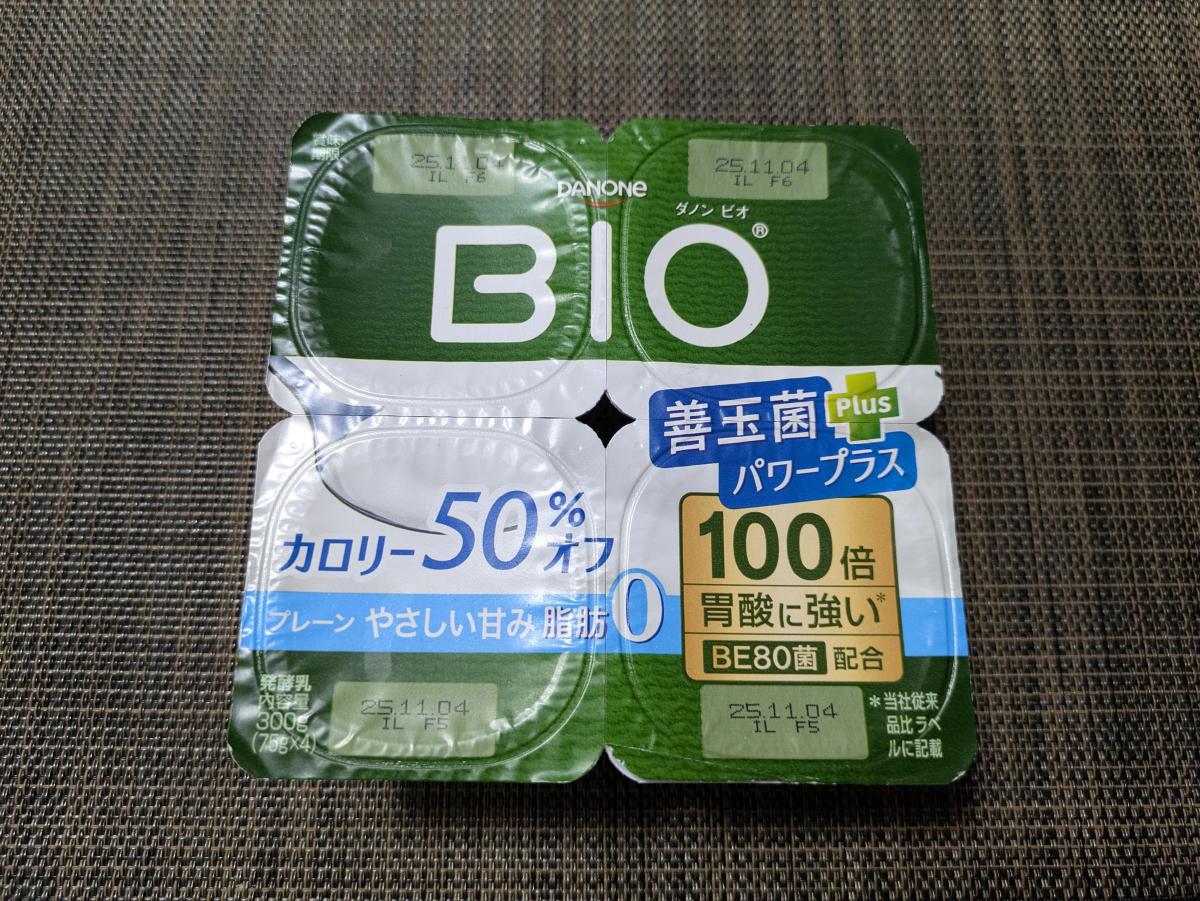 賞味
期限
25.11.04
IL F6
25.11.04
IL F6
DANONE
ダノン ビオ
BIO®
善玉菌
Plus
パワープラス
カロリー50%オフ
プレーン やさしい甘み 脂肪0
100倍
胃酸に強い*
BE80菌 配合
発酵乳
内容量
300g
(75g×4)
25.11.04
IL F5
25.11.04
IL F5
*当社従来
品比 ラベ
ルに記載